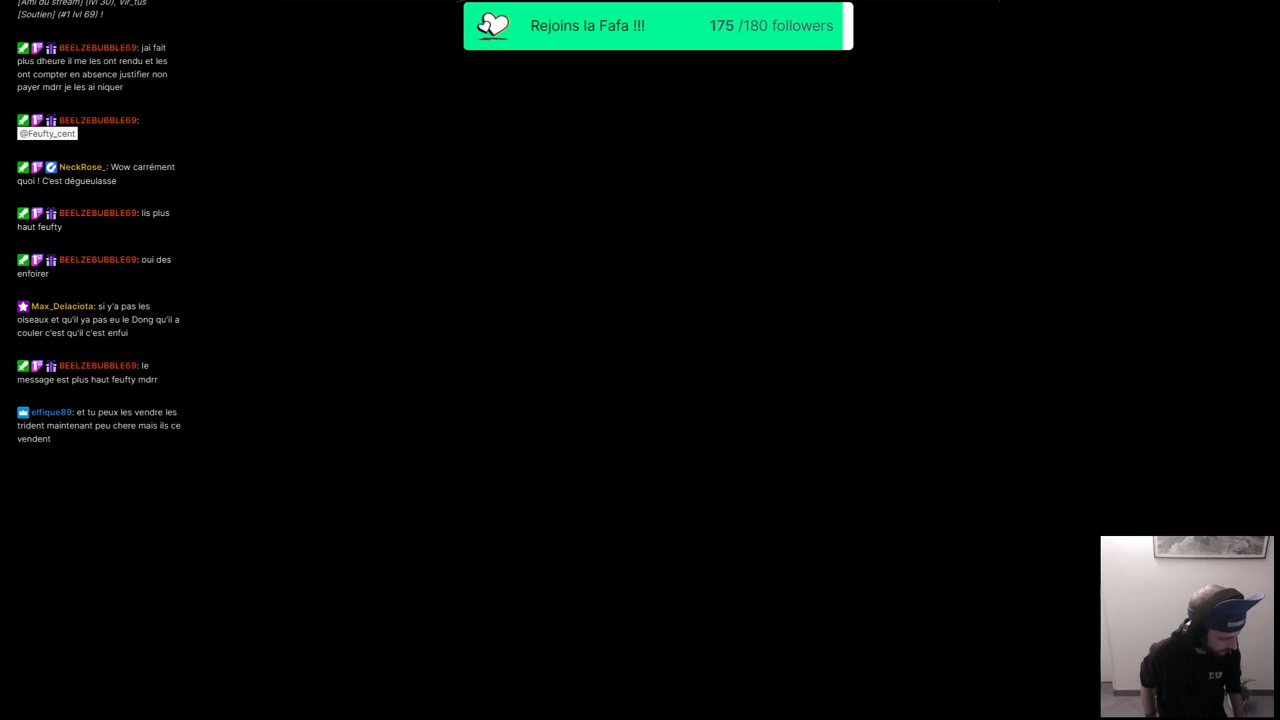 [Ami du stream] (lvl 30), Vir_tus
[Soutien] (#1 lvl 69) !
BEELZEBUBBLE69: jai fait
plus dheure il me les ont rendu et les
ont compter en absence justifier non
payer mdrr je les ai niquer
BEELZEBUBBLE69:
@Feufty_cent
NeckRose_: Wow carrément
quoi ! C'est dégueulasse
BEELZEBUBBLE69: lis plus
haut feufty
BEELZEBUBBLE69: oui des
enfoirer
Max_Delaciota: si y'a pas les
oiseaux et qu'il ya pas eu le Dong qu'il a
couler c'est qu'il c'est enfui
BEELZEBUBBLE69: le
message est plus haut feufty mdrr
elfique89: et tu peux les vendre les
trident maintenant peu chere mais ils ce
vendent
Rejoins la Fafa !!! 175 /180 followers